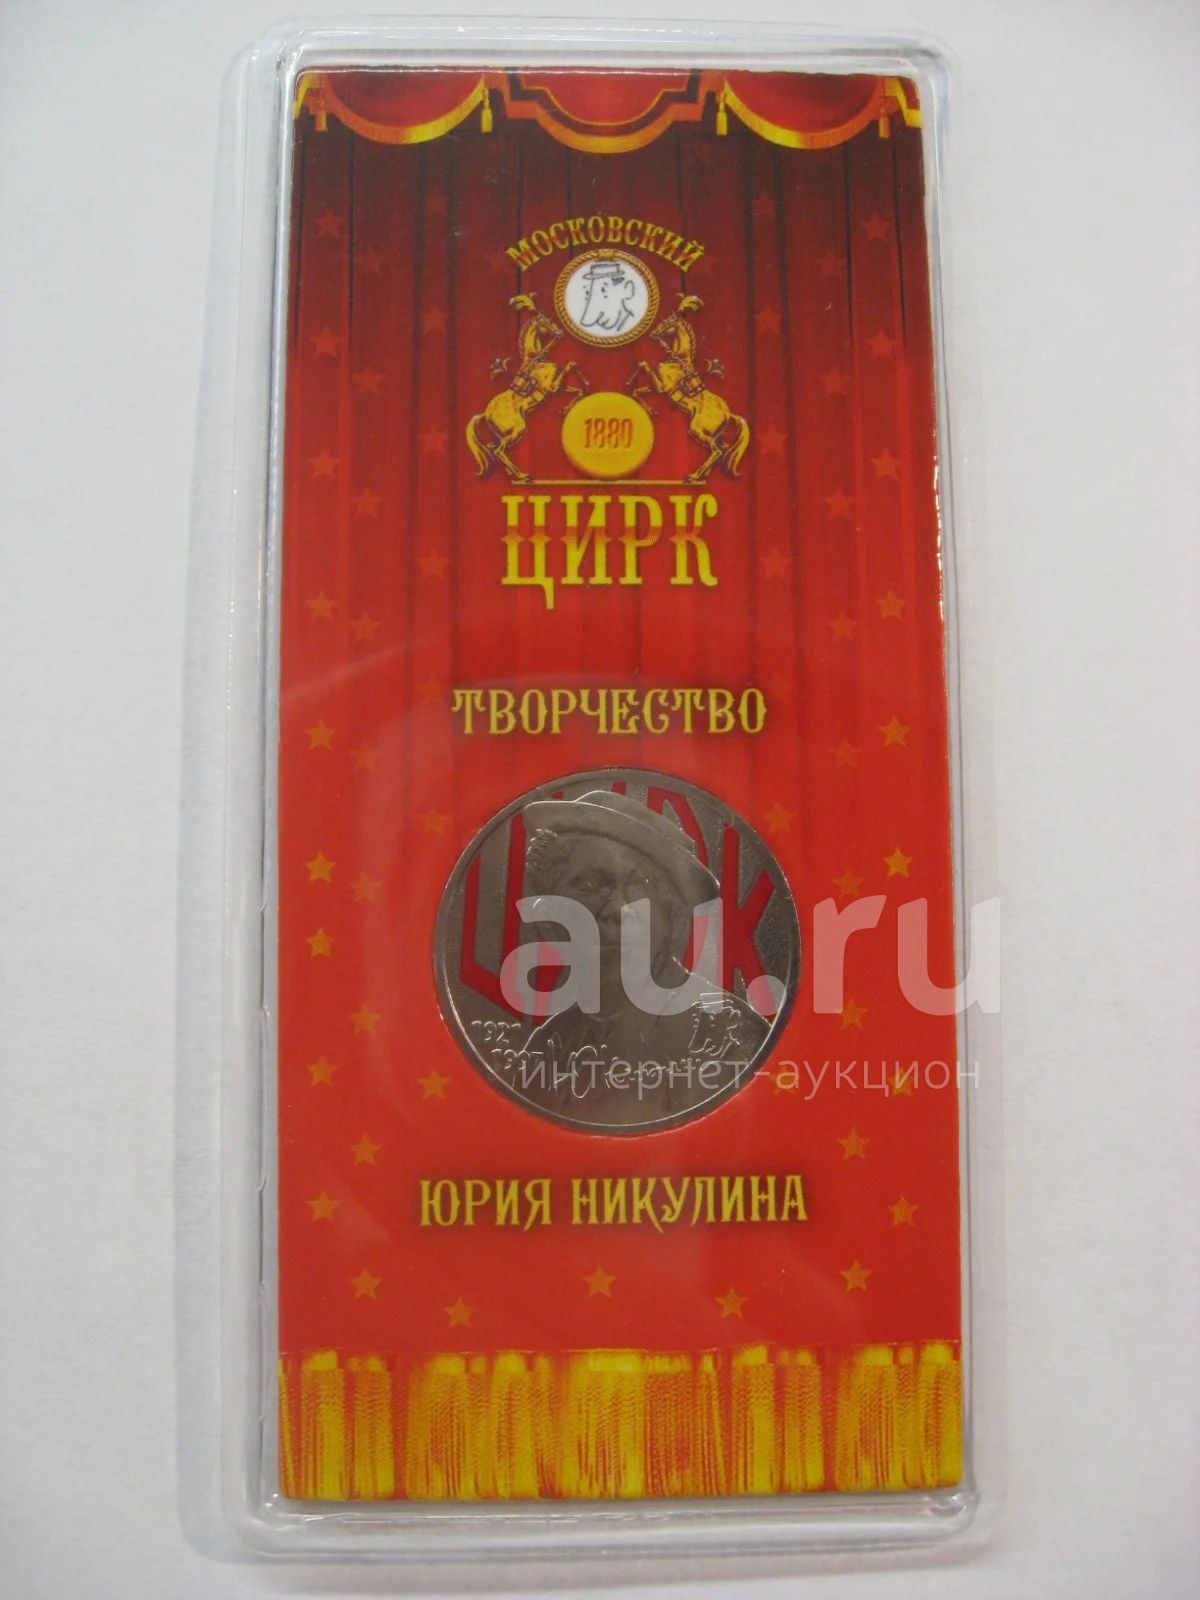 МОСКОВСКИЙ
1880
ЦИРК
ТВОРЧЕСТВО
ЦИРК
au.ru
1921
1997
интернет-аукцион
ЮРИЯ НИКУЛИНА